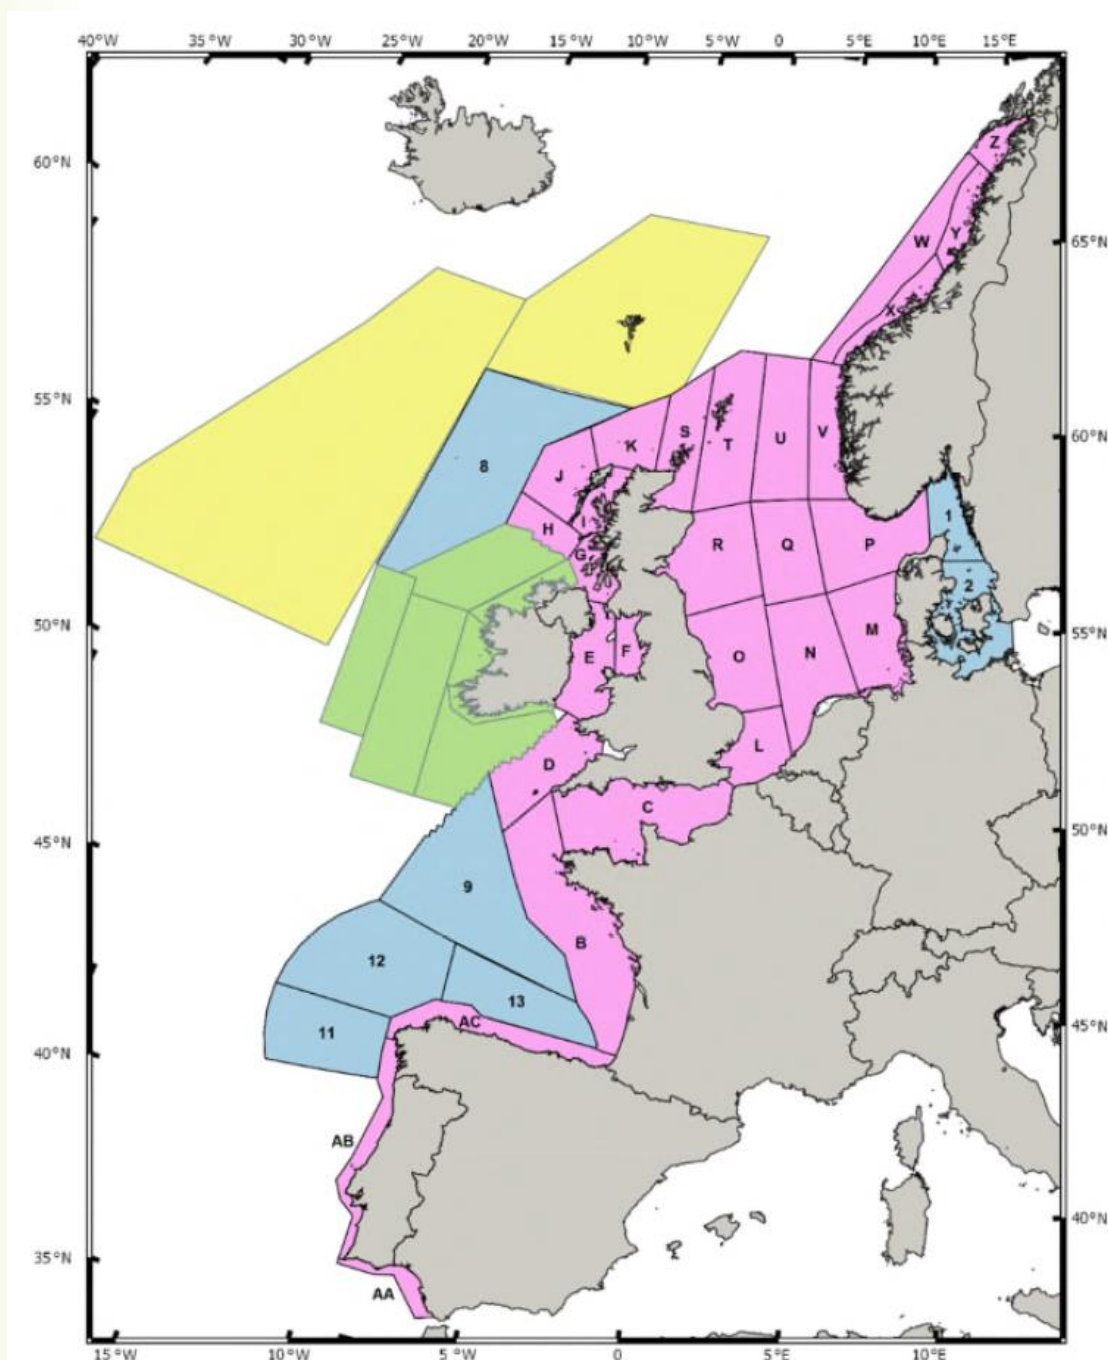 40°W 35°W 30°W 25°W 20°W 15°W 10°W 5°W 0 5°E 10°E 15°E
60°N
Z
W Y
65°N
X
55°N
S
K T U V
60°N
8
J
H I
1
G R Q P
2
50°N
55°N
E F O N M
L
D
C
45°N
50°N
9
B
12
13
AC
11
40°N
45°N
AB
40°N
35°N
AA
15°W 10°W 5°W 0 5°E 10°E